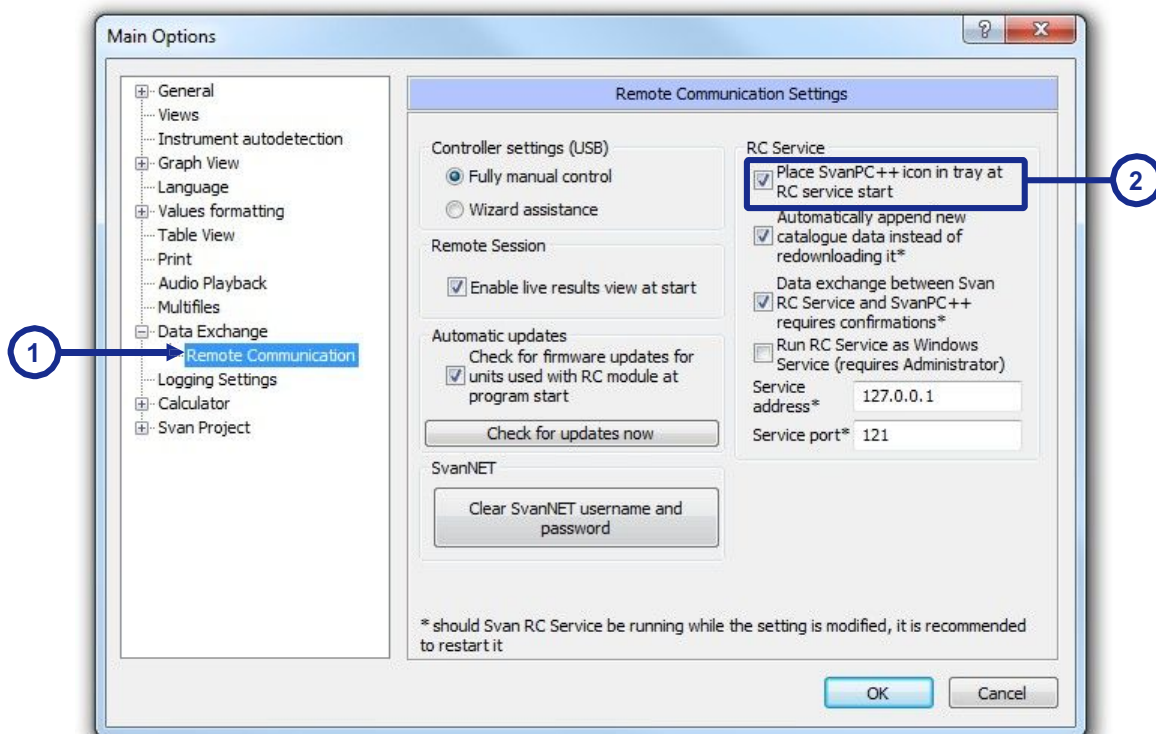 Main Options
?
x
General
Views
Instrument autodetection
Graph View
Language
Values formatting
Table View
Print
Audio Playback
Multifiles
Data Exchange
1
Remote Communication
Logging Settings
Calculator
Svan Project
Remote Communication Settings
Controller settings (USB)
Fully manual control
Wizard assistance
Remote Session
Enable live results view at start
Automatic updates
Check for firmware updates for
units used with RC module at
program start
Check for updates now
SvanNET
Clear SvanNET username and
password
RC Service
Place SvanPC++ icon in tray at
RC service start
2
Automatically append new
catalogue data instead of
redownloading it*
Data exchange between Svan
RC Service and SvanPC++
requires confirmations*
Run RC Service as Windows
Service (requires Administrator)
Service
address*
127.0.0.1
Service port* 121
* should Svan RC Service be running while the setting is modified, it is recommended
to restart it
OK
Cancel